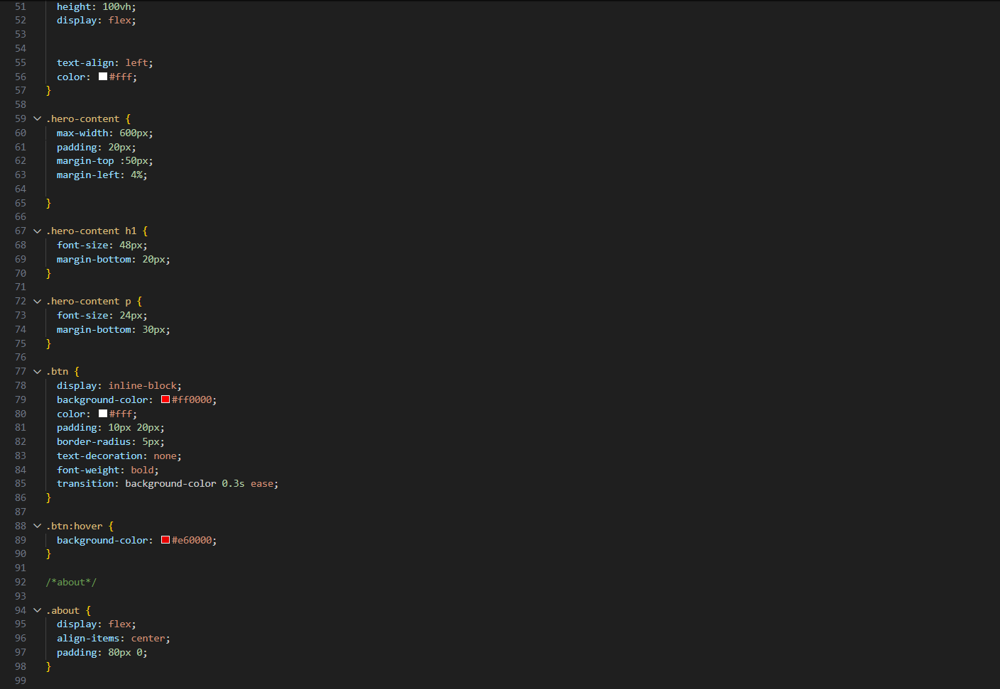 51 height: 100vh;
52 display: flex;
53
54
55 text-align: left;
56 color: #fff;
57 }
58
59 .hero-content {
60 max-width: 600px;
61 padding: 20px;
62 margin-top :50px;
63 margin-left: 4%;
64
65 }
66
67 .hero-content h1 {
68 font-size: 48px;
69 margin-bottom: 20px;
70 }
71
72 .hero-content p {
73 font-size: 24px;
74 margin-bottom: 30px;
75 }
76
77 .btn {
78 display: inline-block;
79 background-color: #ff0000;
80 color: #fff;
81 padding: 10px 20px;
82 border-radius: 5px;
83 text-decoration: none;
84 font-weight: bold;
85 transition: background-color 0.3s ease;
86 }
87
88 .btn:hover {
89 background-color: #e60000;
90 }
91
92 /*about*/
93
94 .about {
95 display: flex;
96 align-items: center;
97 padding: 80px 0;
98 }
99